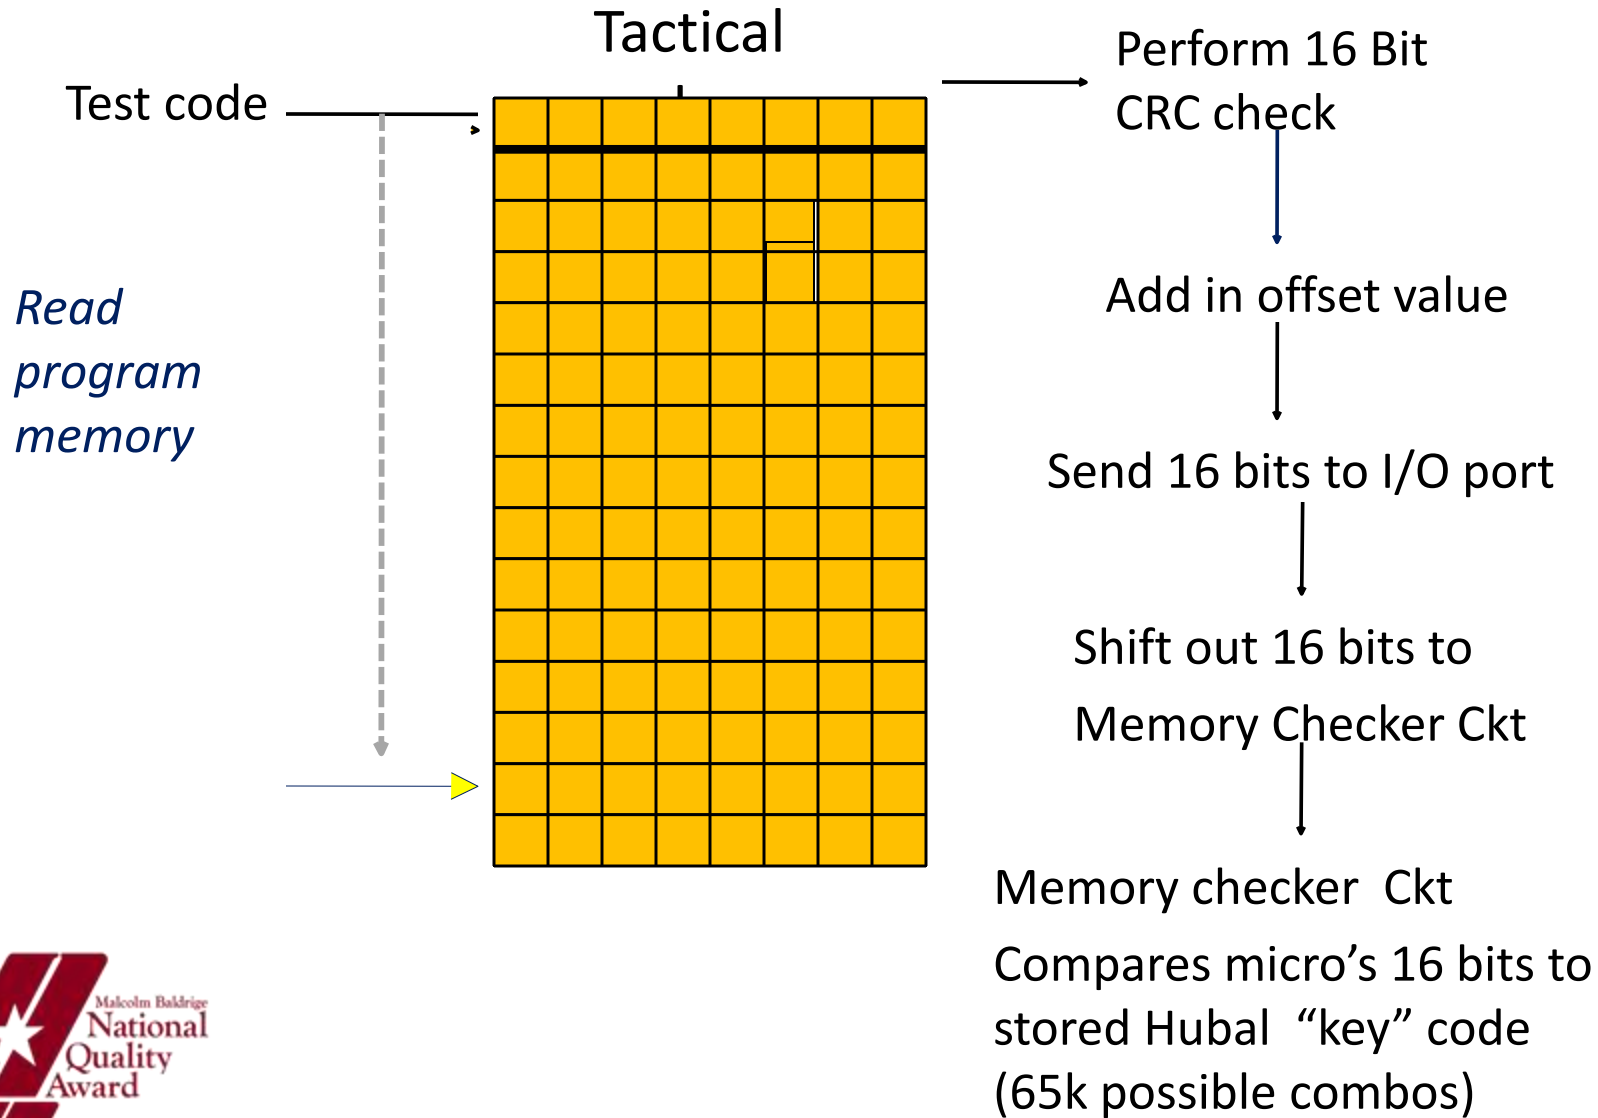 Tactical
Test code
Read
program
memory
Perform 16 Bit
CRC check
Add in offset value
Send 16 bits to I/O port
Shift out 16 bits to
Memory Checker Ckt
Memory checker  Ckt
Compares micro’s 16 bits to
stored Hubal  “key” code
(65k possible combos)
Malcolm Baldrige
National
Quality
Award